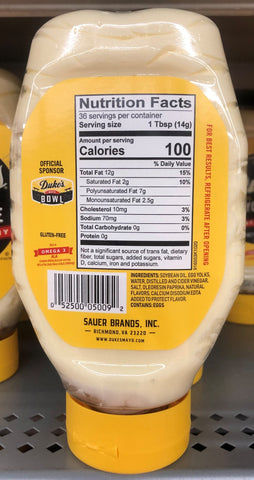 Nutrition Facts
36 servings per container
Serving size 1 Tbsp (14g)
Amount per serving
Calories 100
% Daily Value
Total Fat 12g 15%
Saturated Fat 2g 10%
Polyunsaturated Fat 7g
Monounsaturated Fat 2.5g
Cholesterol 10mg 3%
Sodium 70mg 3%
Total Carbohydrate 0g 0%
Protein 0g
Not a significant source of trans fat, dietary
fiber, total sugars, added sugars, vitamin
D, calcium, iron and potassium.
FOR BEST RESULTS, REFRIGERATE AFTER OPENING
OFFICIAL
SPONSOR
Duke's
BOWL
GLUTEN-FREE
OMEGA 3
ALA
INGREDIENTS: SOYBEAN OIL, EGG YOLKS,
WATER, DISTILLED AND CIDER VINEGAR,
SALT, OLEORESIN PAPRIKA, NATURAL
FLAVORS, CALCIUM DISODIUM EDTA
ADDED TO PROTECT FLAVOR.
CONTAINS: EGGS
0 52500 05009 2
SAUER BRANDS, INC.
RICHMOND, VA 23220
WWW.DUKESMAYO.COM